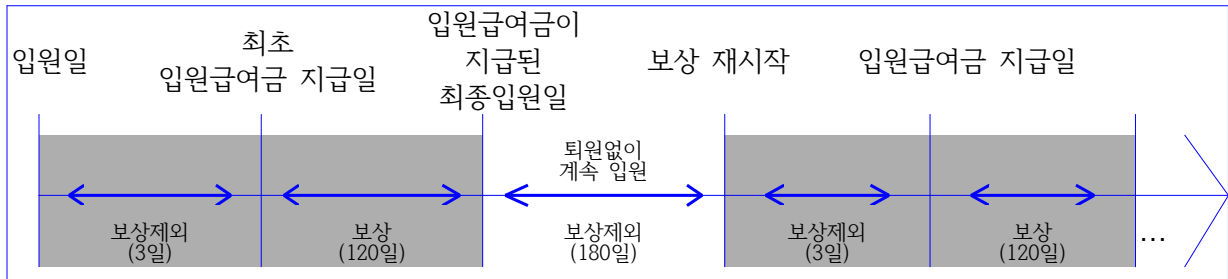 입원일
최초
입원급여금 지급일
입원급여금이
지급된
최종입원일
보상 재시작
입원급여금 지급일
퇴원없이
계속 입원
보상제외
(3일)
보상
(120일)
보상제외
(180일)
보상제외
(3일)
보상
(120일)
...